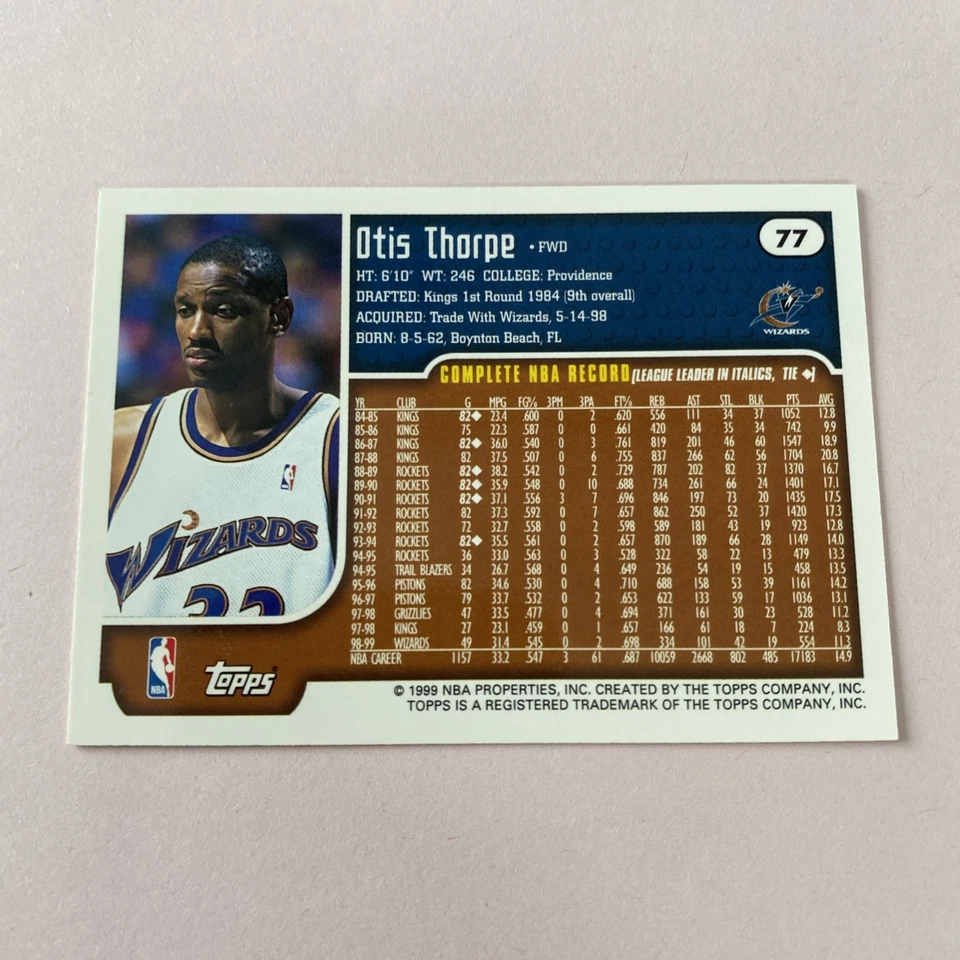 77
Otis Thorpe • FWD
HT: 6'10" WT: 246 COLLEGE: Providence
DRAFTED: Kings 1st Round 1984 (9th overall)
ACQUIRED: Trade With Wizards, 5-14-98
BORN: 8-5-62, Boynton Beach, FL
WIZARDS
COMPLETE NBA RECORD (LEAGUE LEADER IN ITALICS, TIE ◆)
YR CLUB G MPG FG% 3PM 3PA FT% REB AST STL BLK PTS AVG
84-85 KINGS 82◆ 23.4 .600 0 2 .620 556 111 34 37 1052 12.8
85-86 KINGS 75 22.3 .587 0 0 .661 420 84 35 34 742 9.9
86-87 KINGS 82◆ 36.0 .540 0 3 .761 819 201 46 60 1547 18.9
87-88 KINGS 82 37.5 .507 0 6 .755 837 266 62 56 1704 20.8
88-89 ROCKETS 82◆ 38.2 .542 0 2 .729 787 202 82 37 1370 16.7
89-90 ROCKETS 82◆ 35.9 .548 0 10 .688 734 261 66 24 1401 17.1
90-91 ROCKETS 82◆ 37.1 .556 3 7 .696 846 197 73 20 1435 17.5
91-92 ROCKETS 82 37.3 .592 0 7 .657 862 250 52 37 1420 17.3
92-93 ROCKETS 72 32.7 .558 0 2 .598 589 181 43 19 923 12.8
93-94 ROCKETS 82◆ 35.5 .561 0 2 .657 870 189 66 28 1149 14.0
94-95 ROCKETS 36 33.0 .563 0 3 .528 322 58 22 13 479 13.3
94-95 TRAIL BLAZERS 34 26.7 .568 0 4 .649 236 54 19 15 458 13.5
95-96 PISTONS 82 34.6 .530 0 4 .710 688 158 53 39 1161 14.2
96-97 PISTONS 79 33.7 .532 0 2 .653 622 133 59 17 1036 13.1
97-98 GRIZZLIES 47 33.5 .477 0 4 .694 371 161 30 23 528 11.2
97-98 KINGS 27 23.1 .459 0 1 .657 166 61 18 7 224 8.3
98-99 WIZARDS 49 31.4 .545 0 2 .698 334 101 42 19 554 11.3
NBA CAREER 1157 33.2 .547 3 61 .687 10059 2668 802 485 17183 14.9
WIZARDS
NBA
Topps
© 1999 NBA PROPERTIES, INC. CREATED BY THE TOPPS COMPANY, INC.
TOPPS IS A REGISTERED TRADEMARK OF THE TOPPS COMPANY, INC.